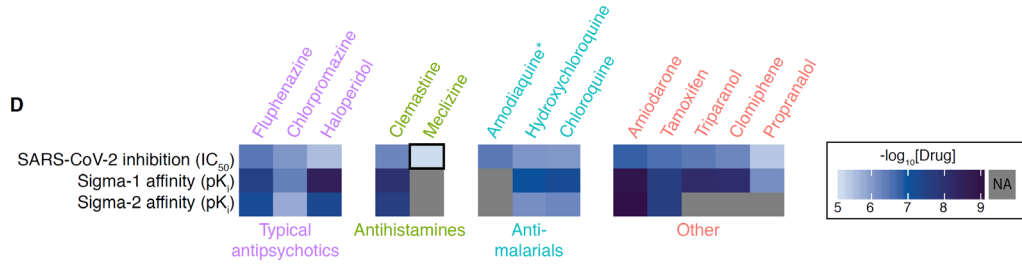 D
Fluphenazine
Chlorpromazine
Haloperidol
Clemastine
Meclizine
Amodiaquine*
Hydroxychloroquine
Chloroquine
Amiodarone
Tamoxifen
Triparanol
Clomiphene
Propranalol
SARS-CoV-2 inhibition (IC50)
Sigma-1 affinity (pKi)
Sigma-2 affinity (pKi)
Typical
antipsychotics
Antihistamines
Anti-
malarials
Other
-log10[Drug]
NA
5 6 7 8 9